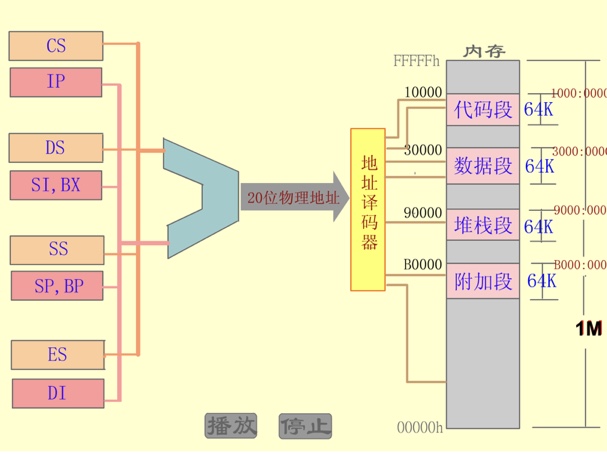 CS
IP
DS
SI,BX
SS
SP,BP
ES
DI
20位物理地址
地址译码器
内存
FFFFFh
10000
代码段
64K
1000:0000
30000
数据段
64K
3000:0000
90000
堆栈段
64K
9000:000
B0000
附加段
64K
B000:000
1M
00000h
播放
停止